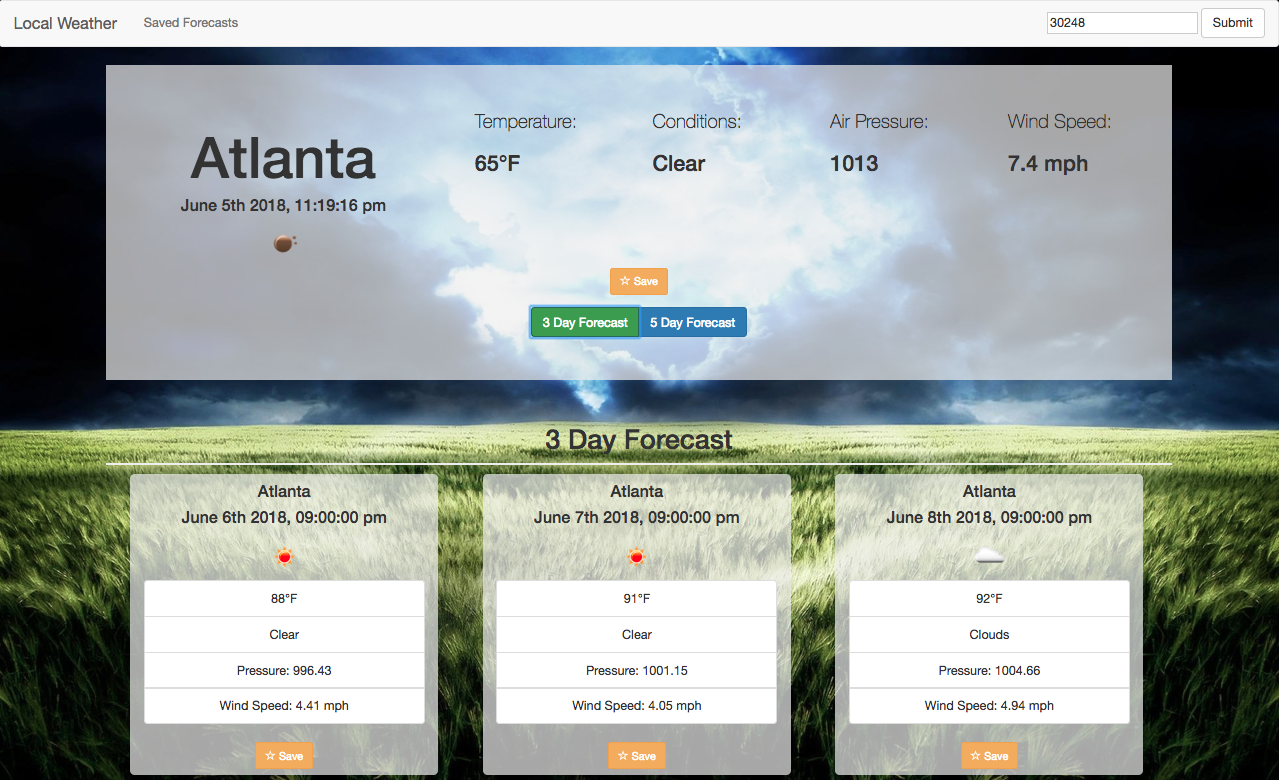 Local Weather Saved Forecasts 30248 Submit
Atlanta
June 5th 2018, 11:19:16 pm
Temperature:
65°F
Conditions:
Clear
Air Pressure:
1013
Wind Speed:
7.4 mph
☆ Save
3 Day Forecast 5 Day Forecast
3 Day Forecast
Atlanta
June 6th 2018, 09:00:00 pm
88°F
Clear
Pressure: 996.43
Wind Speed: 4.41 mph
☆ Save
Atlanta
June 7th 2018, 09:00:00 pm
91°F
Clear
Pressure: 1001.15
Wind Speed: 4.05 mph
☆ Save
Atlanta
June 8th 2018, 09:00:00 pm
92°F
Clouds
Pressure: 1004.66
Wind Speed: 4.94 mph
☆ Save